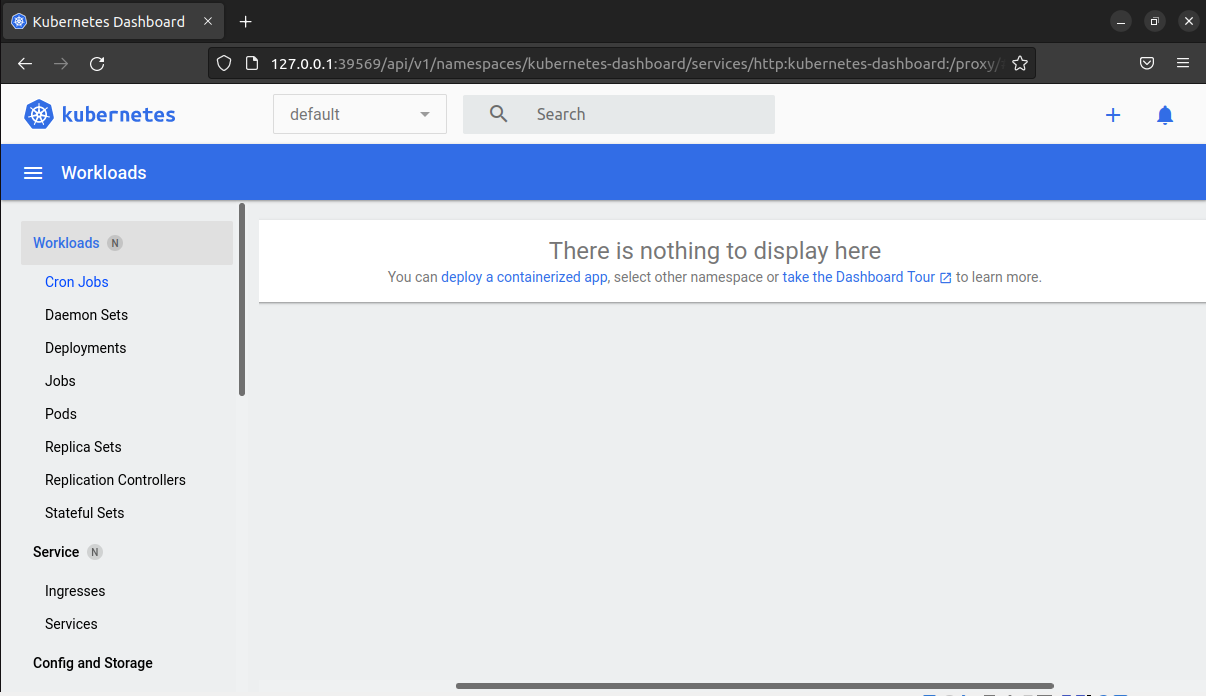 Kubernetes Dashboard
127.0.0.1:39569/api/v1/namespaces/kubernetes-dashboard/services/http:kubernetes-dashboard:/proxy/
kubernetes
default
Search
Workloads
Workloads N
Cron Jobs
Daemon Sets
Deployments
Jobs
Pods
Replica Sets
Replication Controllers
Stateful Sets
Service N
Ingresses
Services
Config and Storage
There is nothing to display here
You can deploy a containerized app, select other namespace or take the Dashboard Tour to learn more.